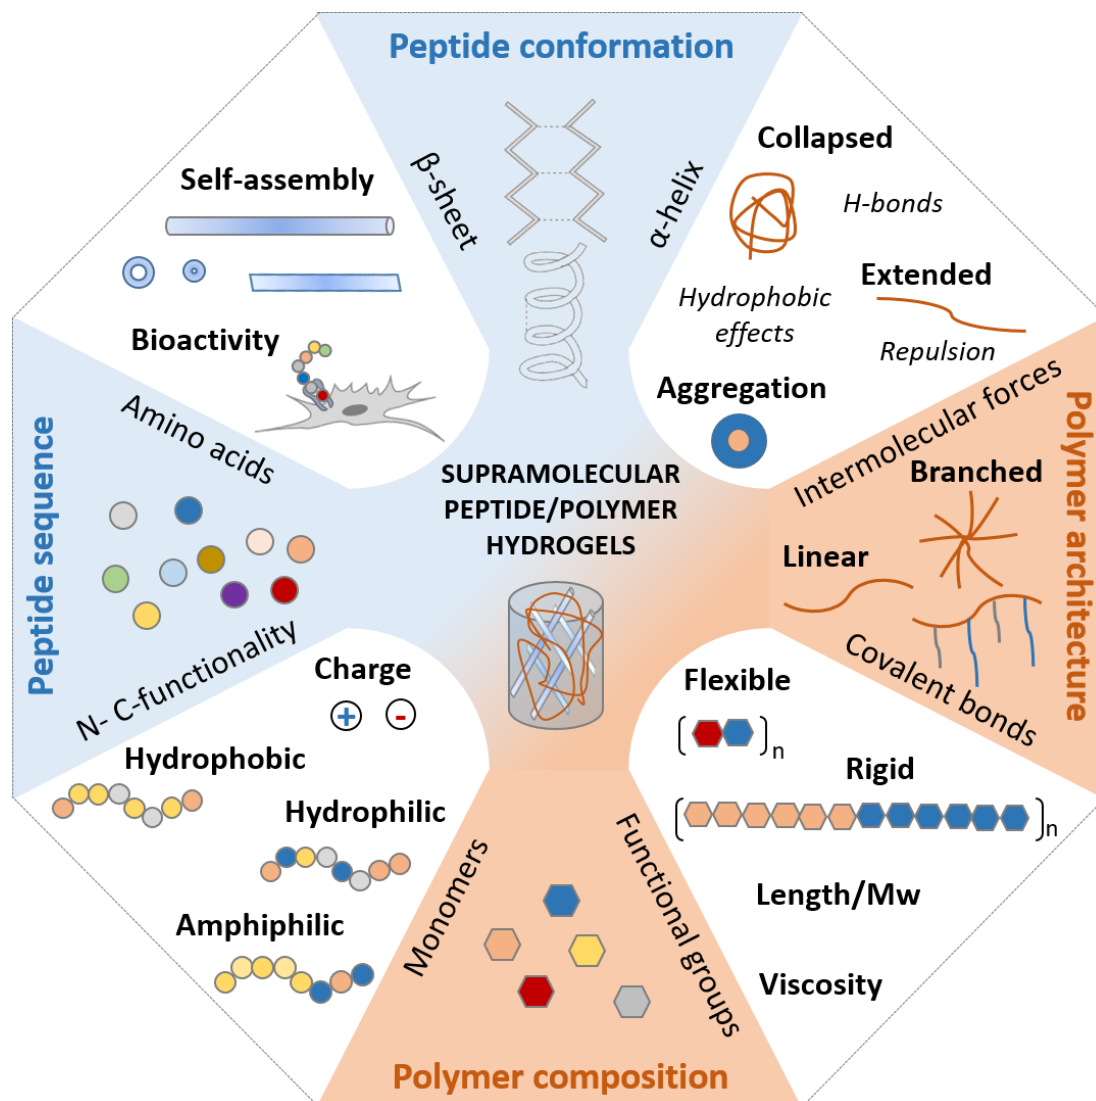 Peptide conformation
β-sheet
α-helix
Self-assembly
Bioactivity
Collapsed
H-bonds
Extended
Hydrophobic
effects
Repulsion
Aggregation
Peptide sequence
Amino acids
N- C-functionality
SUPRAMOLECULAR
PEPTIDE/POLYMER
HYDROGELS
Polymer architecture
Intermolecular forces
Branched
Linear
Covalent bonds
Charge
+
-
Hydrophobic
Hydrophilic
Amphiphilic
Flexible
[ ]n
Rigid
[ ]n
Length/Mw
Viscosity
Monomers
Functional groups
Polymer composition